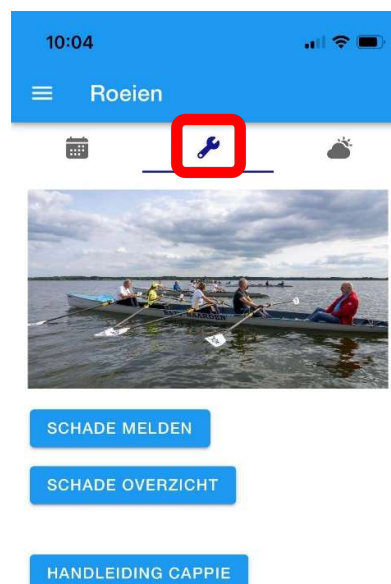 10:04
Roeien
SCHADE MELDEN
SCHADE OVERZICHT
HANDLEIDING CAPPIE